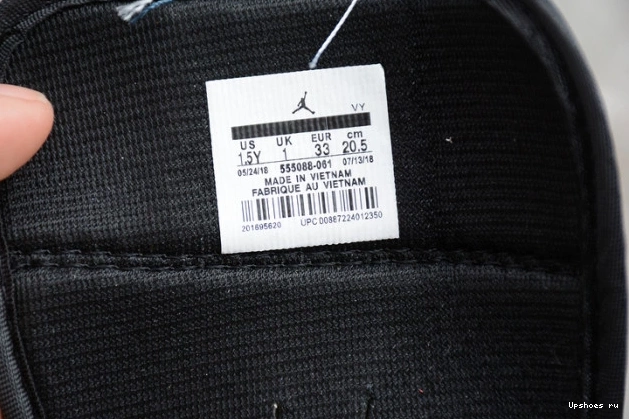 VY
US UK EUR cm
1.5Y 1 33 20.5
05/24/18 555088-061 07/13/18
MADE IN VIETNAM
FABRIQUE AU VIETNAM
201695620 UPC 00887224012350
Upshoes ru